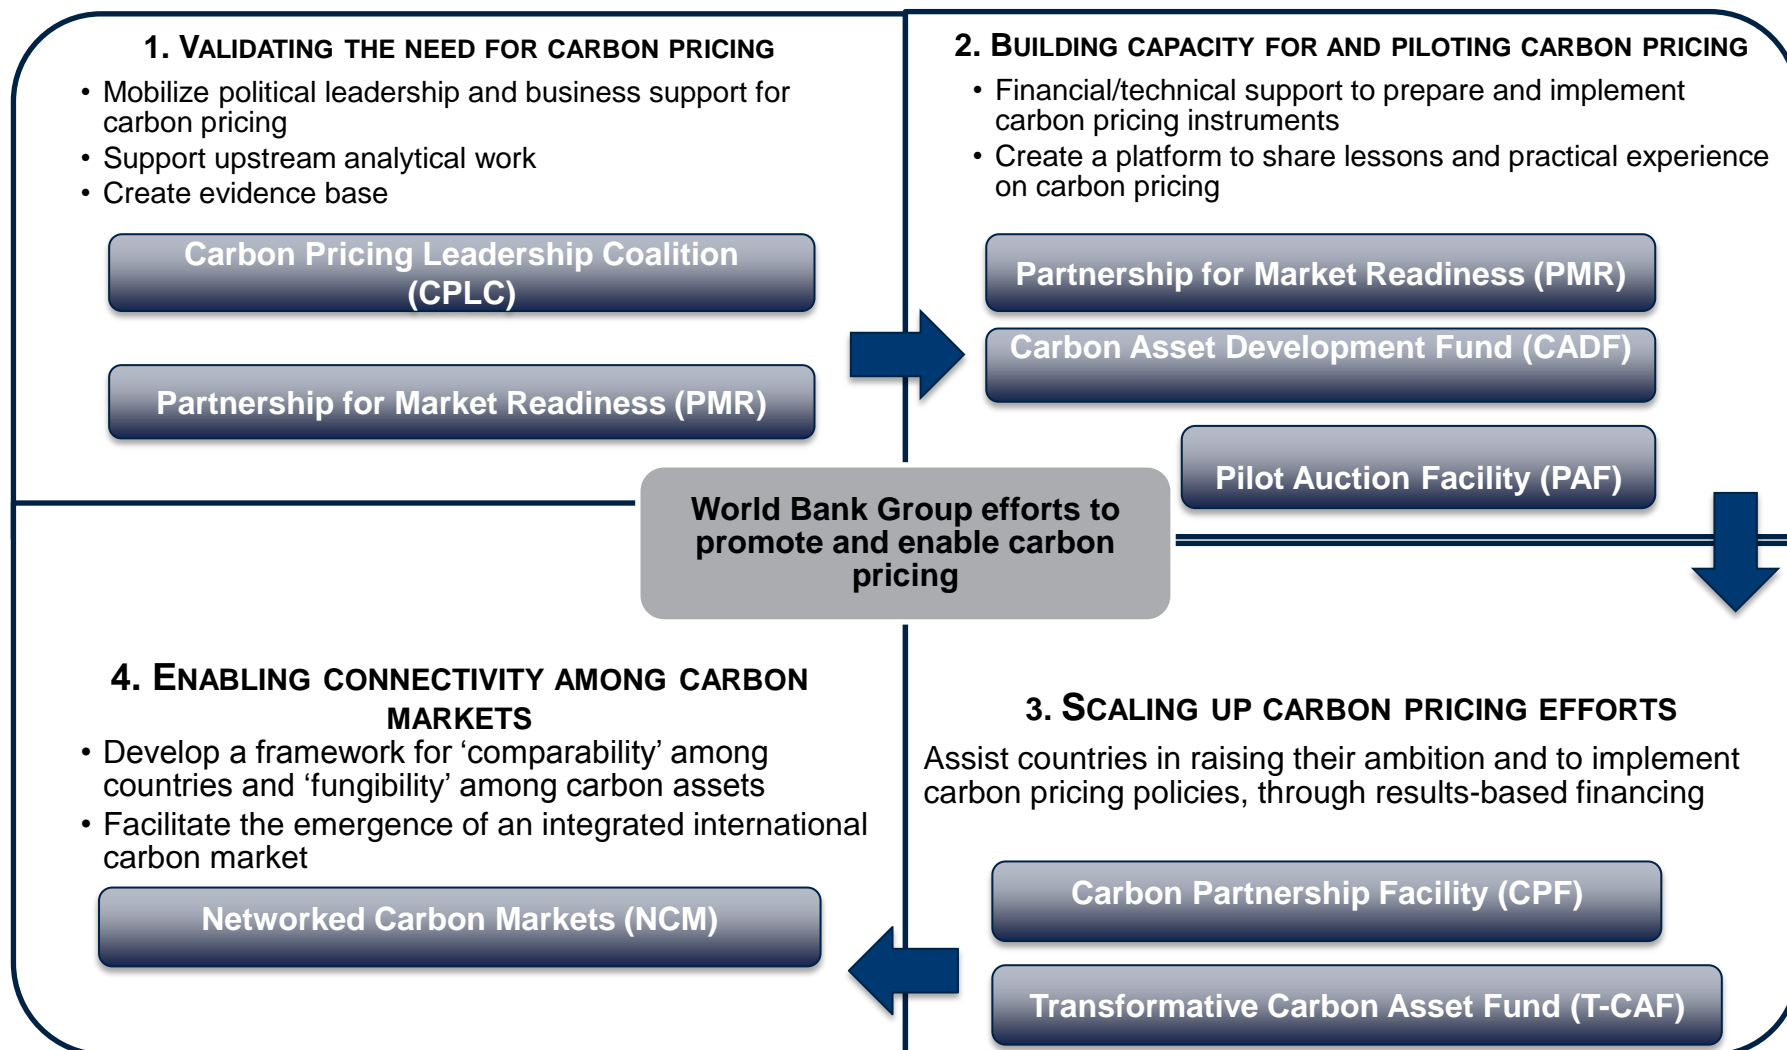 1. VALIDATING THE NEED FOR CARBON PRICING
• Mobilize political leadership and business support for
carbon pricing
• Support upstream analytical work
• Create evidence base
Carbon Pricing Leadership Coalition
(CPLC)
Partnership for Market Readiness (PMR)
2. BUILDING CAPACITY FOR AND PILOTING CARBON PRICING
• Financial/technical support to prepare and implement
carbon pricing instruments
• Create a platform to share lessons and practical experience
on carbon pricing
Partnership for Market Readiness (PMR)
Carbon Asset Development Fund (CADF)
Pilot Auction Facility (PAF)
World Bank Group efforts to
promote and enable carbon
pricing
3. SCALING UP CARBON PRICING EFFORTS
Assist countries in raising their ambition and to implement
carbon pricing policies, through results-based financing
Carbon Partnership Facility (CPF)
Transformative Carbon Asset Fund (T-CAF)
4. ENABLING CONNECTIVITY AMONG CARBON
MARKETS
• Develop a framework for ‘comparability’ among
countries and ‘fungibility’ among carbon assets
• Facilitate the emergence of an integrated international
carbon market
Networked Carbon Markets (NCM)